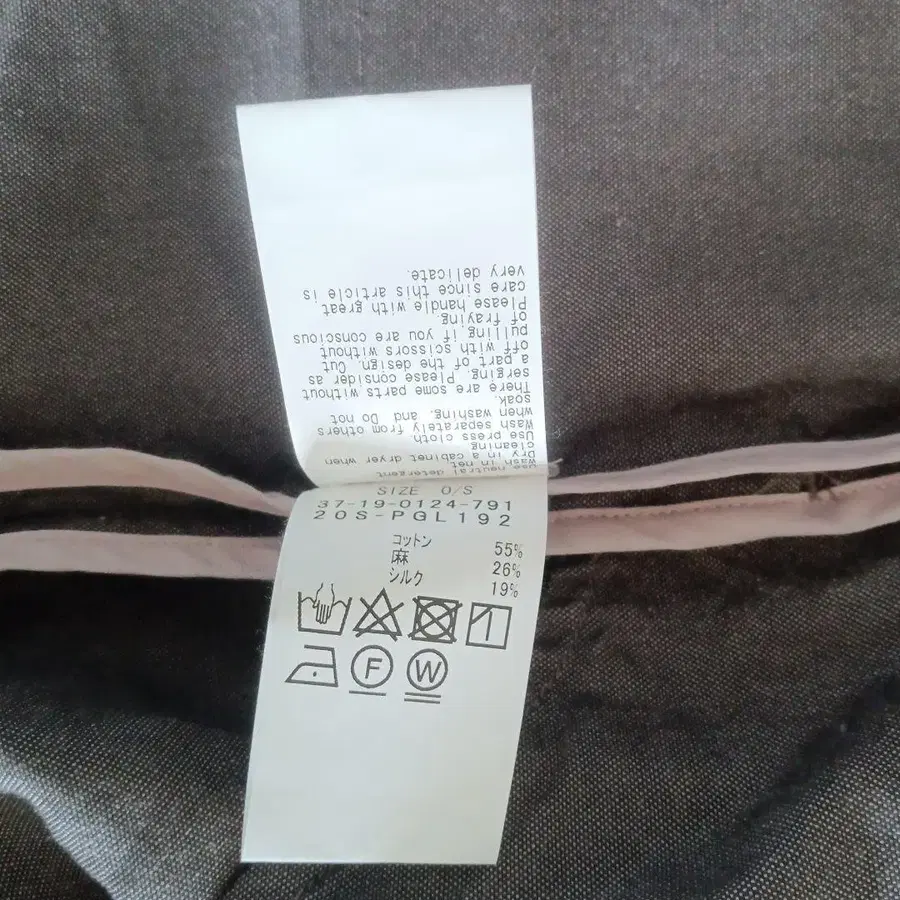 Use neutral detergent
Wash in net
Dry in a cabinet dryer when
cleaning
Use press cloth
Wash separately from others
when washing. and Do not
soak.
There are some parts without
serging. Please consider as
a part of the design. Cut
off with scissors without
pulling, if you are conscious
of fraying.
Please handle with great
care since this article is
very delicate.
SIZE O/S
37-19-0124-791
20S-PGL192
コットン 55%
麻 26%
シルク 19%
F W